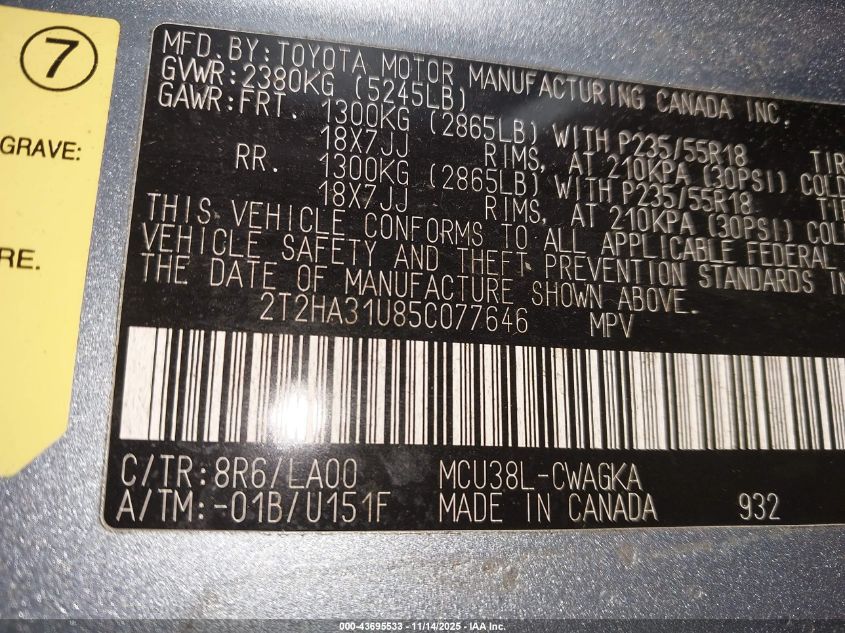 7
GRAVE:
RE.
MFD. BY: TOYOTA MOTOR MANUFACTURING CANADA INC.
GVWR: 2380KG (5245LB)
GAWR: FRT. 1300KG (2865LB) WITH P235/55R18 TIR
18X7JJ RIMS, AT 210KPA (30PSI) COLD
RR. 1300KG (2865LB) WITH P235/55R18
18X7JJ RIMS, AT 210KPA (30PSI)
THIS VEHICLE CONFORMS TO ALL APPLICABLE FEDERAL
VEHICLE SAFETY AND THEFT PREVENTION STANDARDS IN
THE DATE OF MANUFACTURE SHOWN ABOVE.
2T2HA31U85C077646 MPV
C/TR: 8R6/LA00 MCU38L-CWAGKA
A/TM: -01B/U151F MADE IN CANADA 932
000-43695533 - 11/14/2025 - IAA Inc.